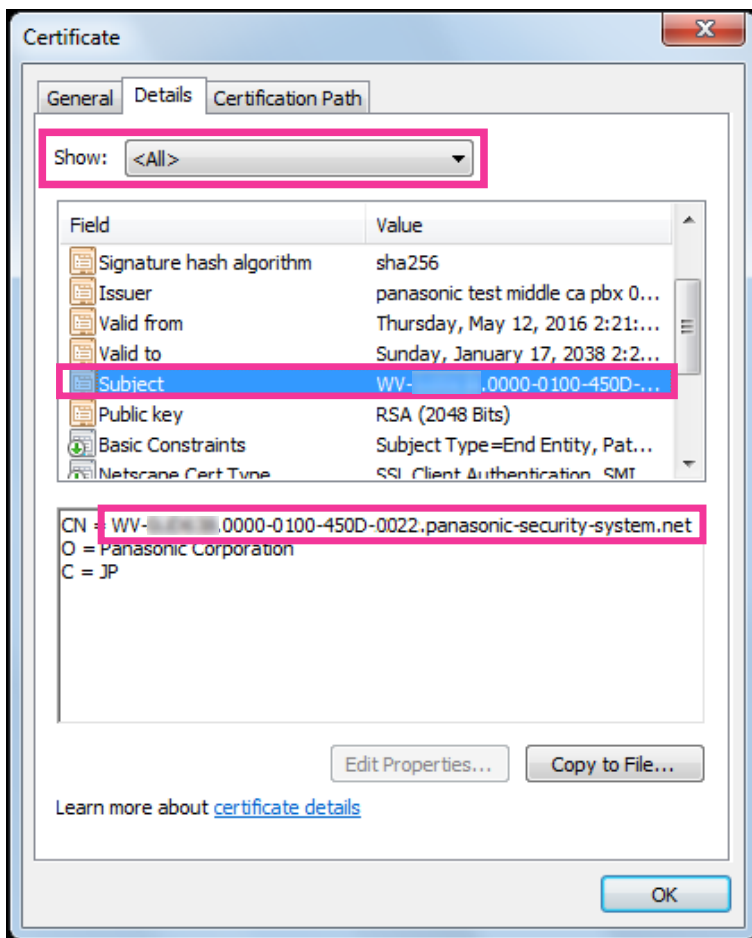 Certificate
General Details Certification Path
Show: <All>
Field Value
Signature hash algorithm sha256
Issuer panasonic test middle ca pbx 0...
Valid from Thursday, May 12, 2016 2:21:...
Valid to Sunday, January 17, 2038 2:2...
Subject WV- .0000-0100-450D-...
Public key RSA (2048 Bits)
Basic Constraints Subject Type=End Entity, Pat...
Netscape Cert Type SSL Client Authentication, SMI
CN = WV- .0000-0100-450D-0022.panasonic-security-system.net
O = Panasonic Corporation
C = JP
Edit Properties... Copy to File...
Learn more about certificate details
OK